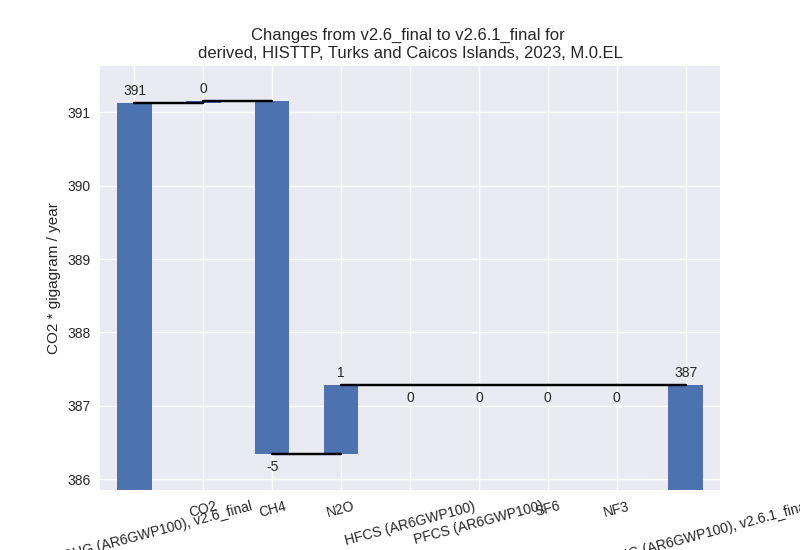 Changes from v2.6_final to v2.6.1_final for
derived, HISTTP, Turks and Caicos Islands, 2023, M.0.EL
391
0
391
390
389
388
387
386
CO2 * gigagram / year
1
387
0
0
0
0
-5
(AR6GWP100), v2.6_final
CO2
CH4
N2O
HFCS (AR6GWP100)
PFCS (AR6GWP100)
SF6
NF3
(AR6GWP100), v2.6.1_final